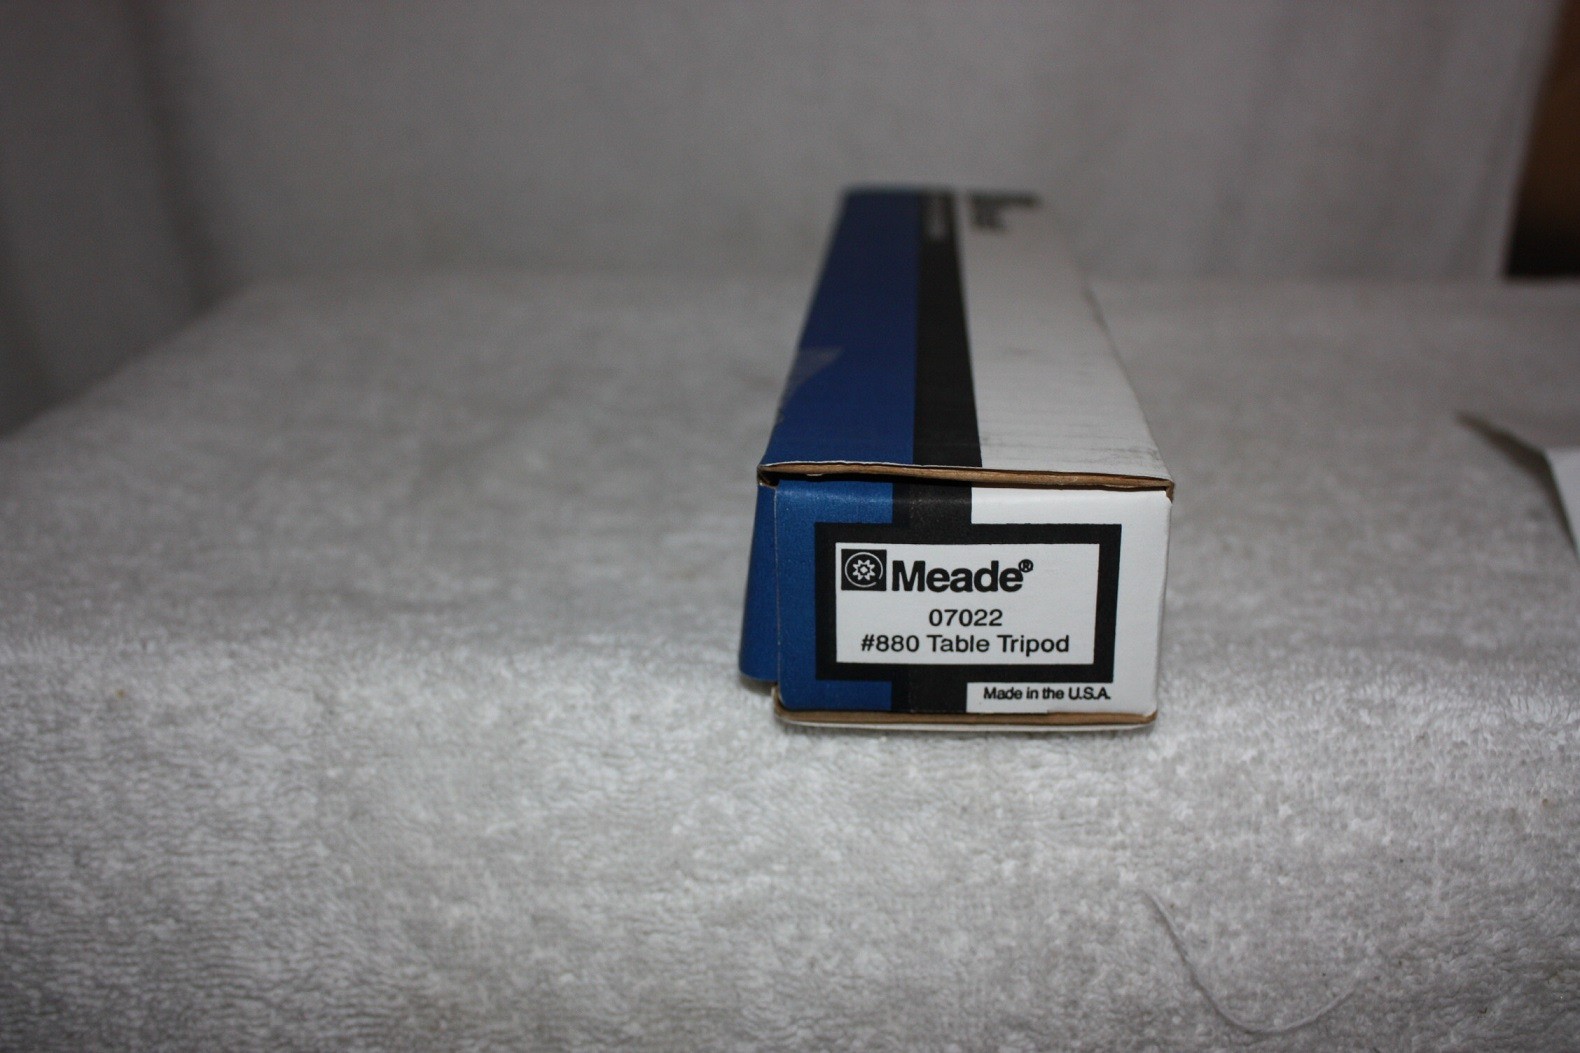 Meade®
07022
#880 Table Tripod
Made in the U.S.A.